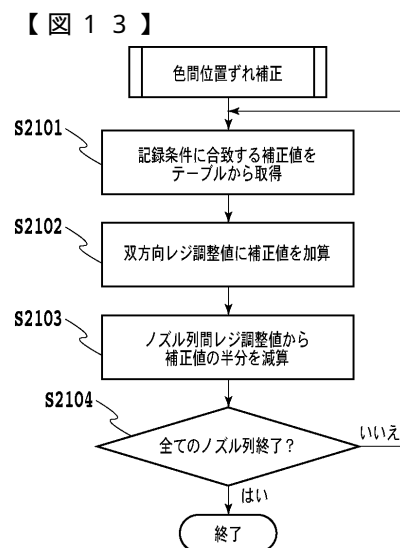 【図１３】
色間位置ずれ補正
S2101
記録条件に合致する補正値を
テーブルから取得
S2102
双方向レジ調整値に補正値を加算
S2103
ノズル列間レジ調整値から
補正値の半分を減算
S2104
全てのノズル列終了？
いいえ
はい
終了